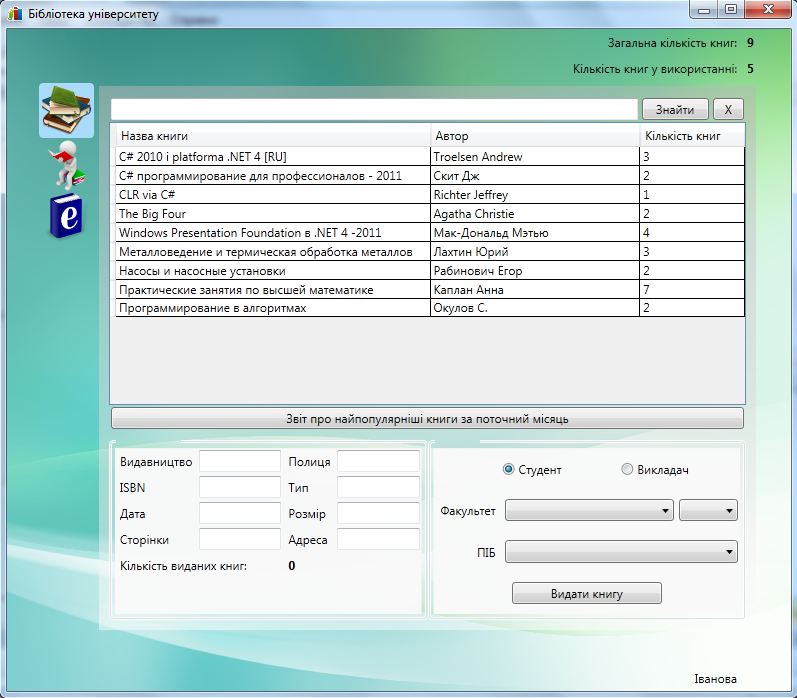 Бібліотека університету
Загальна кількість книг: 9
Кількість книг у використанні: 5
Знайти X
Назва книги Автор Кількість книг
C# 2010 і platforma .NET 4 [RU] Troelsen Andrew 3
C# программирование для профессионалов - 2011 Скит Дж 2
CLR via C# Richter Jeffrey 1
The Big Four Agatha Christie 2
Windows Presentation Foundation в .NET 4 -2011 Мак-Дональд Мэтью 4
Металловедение и термическая обработка металлов Лахтин Юрий 3
Насосы и насосные установки Рабинович Егор 2
Практические занятия по высшей математике Каплан Анна 7
Программирование в алгоритмах Окулов С. 2
Звіт про найпопулярніші книги за поточний місяць
Видавництво Полиця
ISBN Тип
Дата Розмір
Сторінки Адреса
Кількість виданих книг: 0
Студент Викладач
Факультет
ПІБ
Видати книгу
Іванова